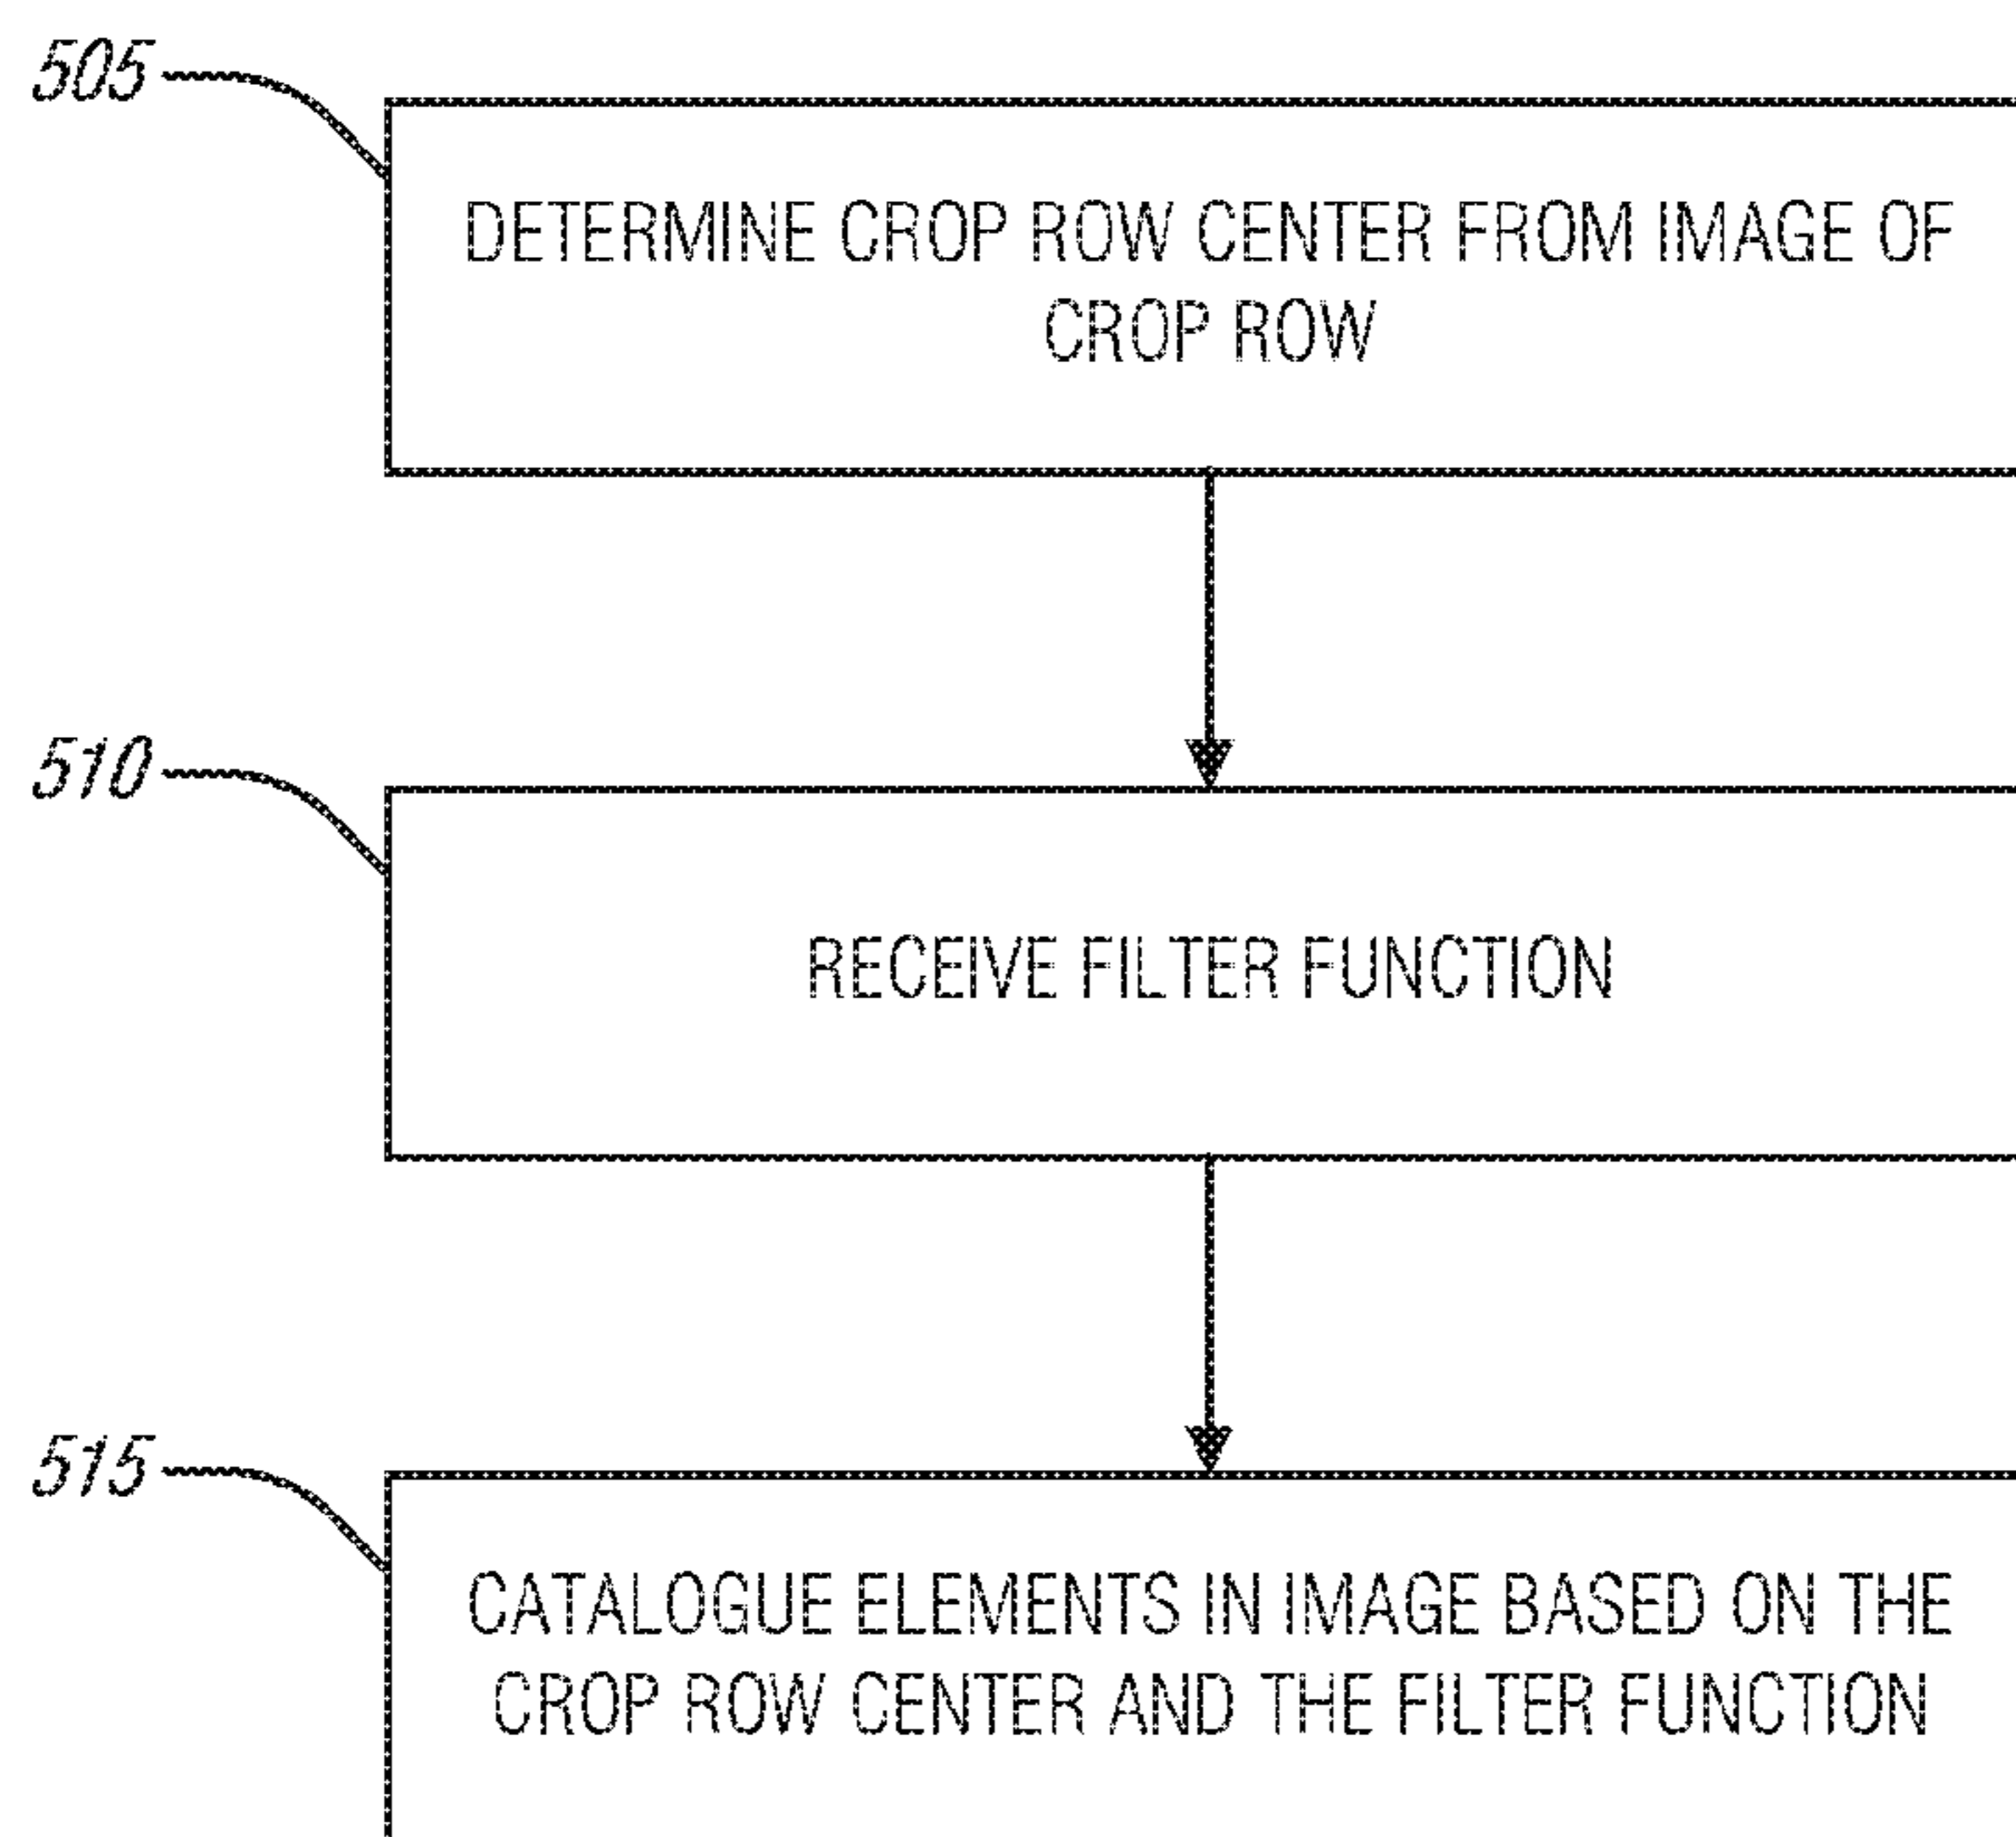 505
DETERMINE CROP ROW CENTER FROM IMAGE OF
CROP ROW
510
RECEIVE FILTER FUNCTION
515
CATALOGUE ELEMENTS IN IMAGE BASED ON THE
CROP ROW CENTER AND THE FILTER FUNCTION